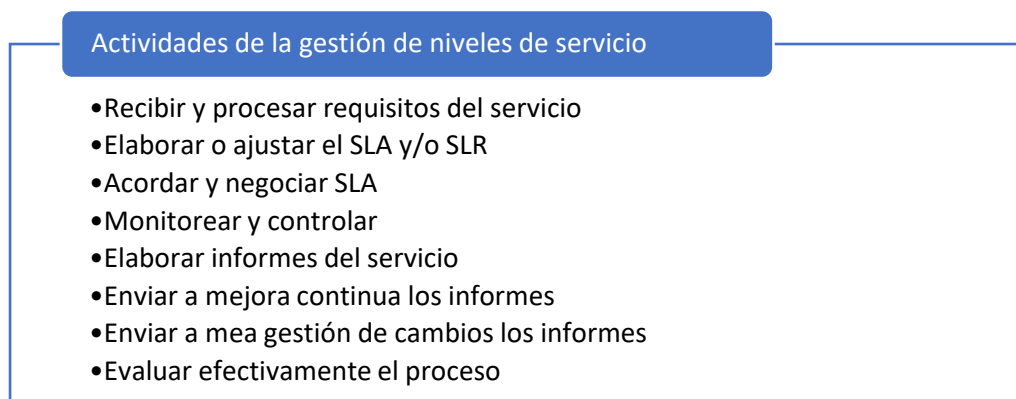 Actividades de la gestión de niveles de servicio
•Recibir y procesar requisitos del servicio
•Elaborar o ajustar el SLA y/o SLR
•Acordar y negociar SLA
•Monitorear y controlar
•Elaborar informes del servicio
•Enviar a mejora continua los informes
•Enviar a mea gestión de cambios los informes
•Evaluar efectivamente el proceso